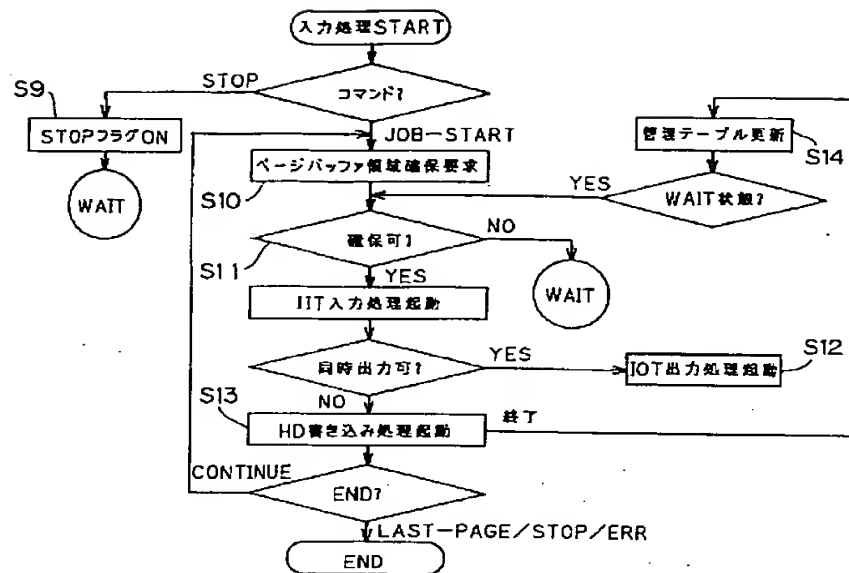 入力処理START
STOP
コマンド?
S9
STOPフラグON
JOB-START
管理テーブル更新
S14
ページバッファ領域確保要求
S10
YES
WAIT状態?
WAIT
確保可?
NO
S11
YES
WAIT
IIT入力処理起動
同時出力可?
YES
S12
IOT出力処理起動
NO
S13
HD書き込み処理起動
終了
CONTINUE
END?
LAST-PAGE/STOP/ERR
END